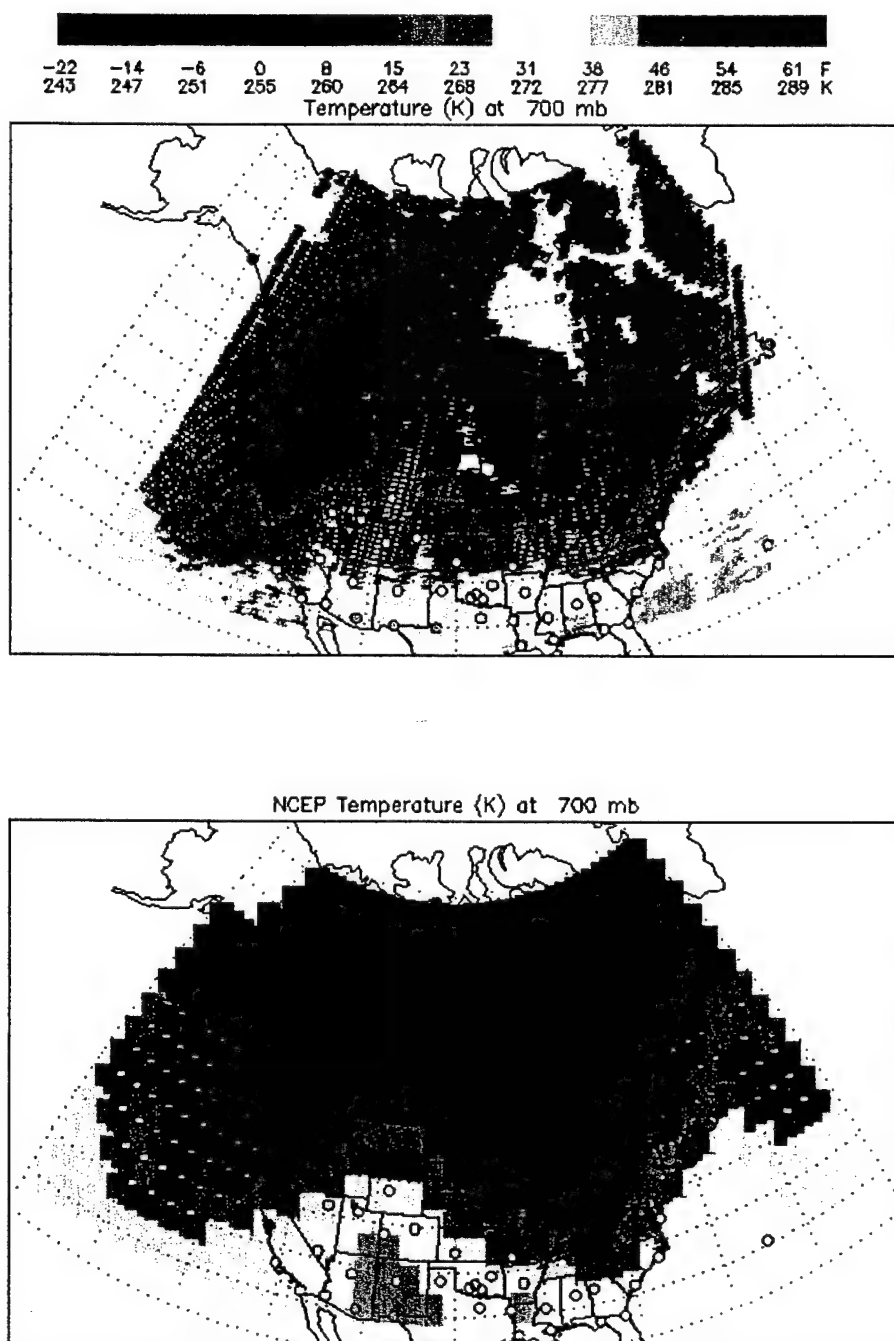 -22 -14 -6 0 8 15 23 31 38 46 54 61 F
243 247 251 255 260 264 268 272 277 281 285 289 K
Temperature (K) at 700 mb
NCEP Temperature (K) at 700 mb